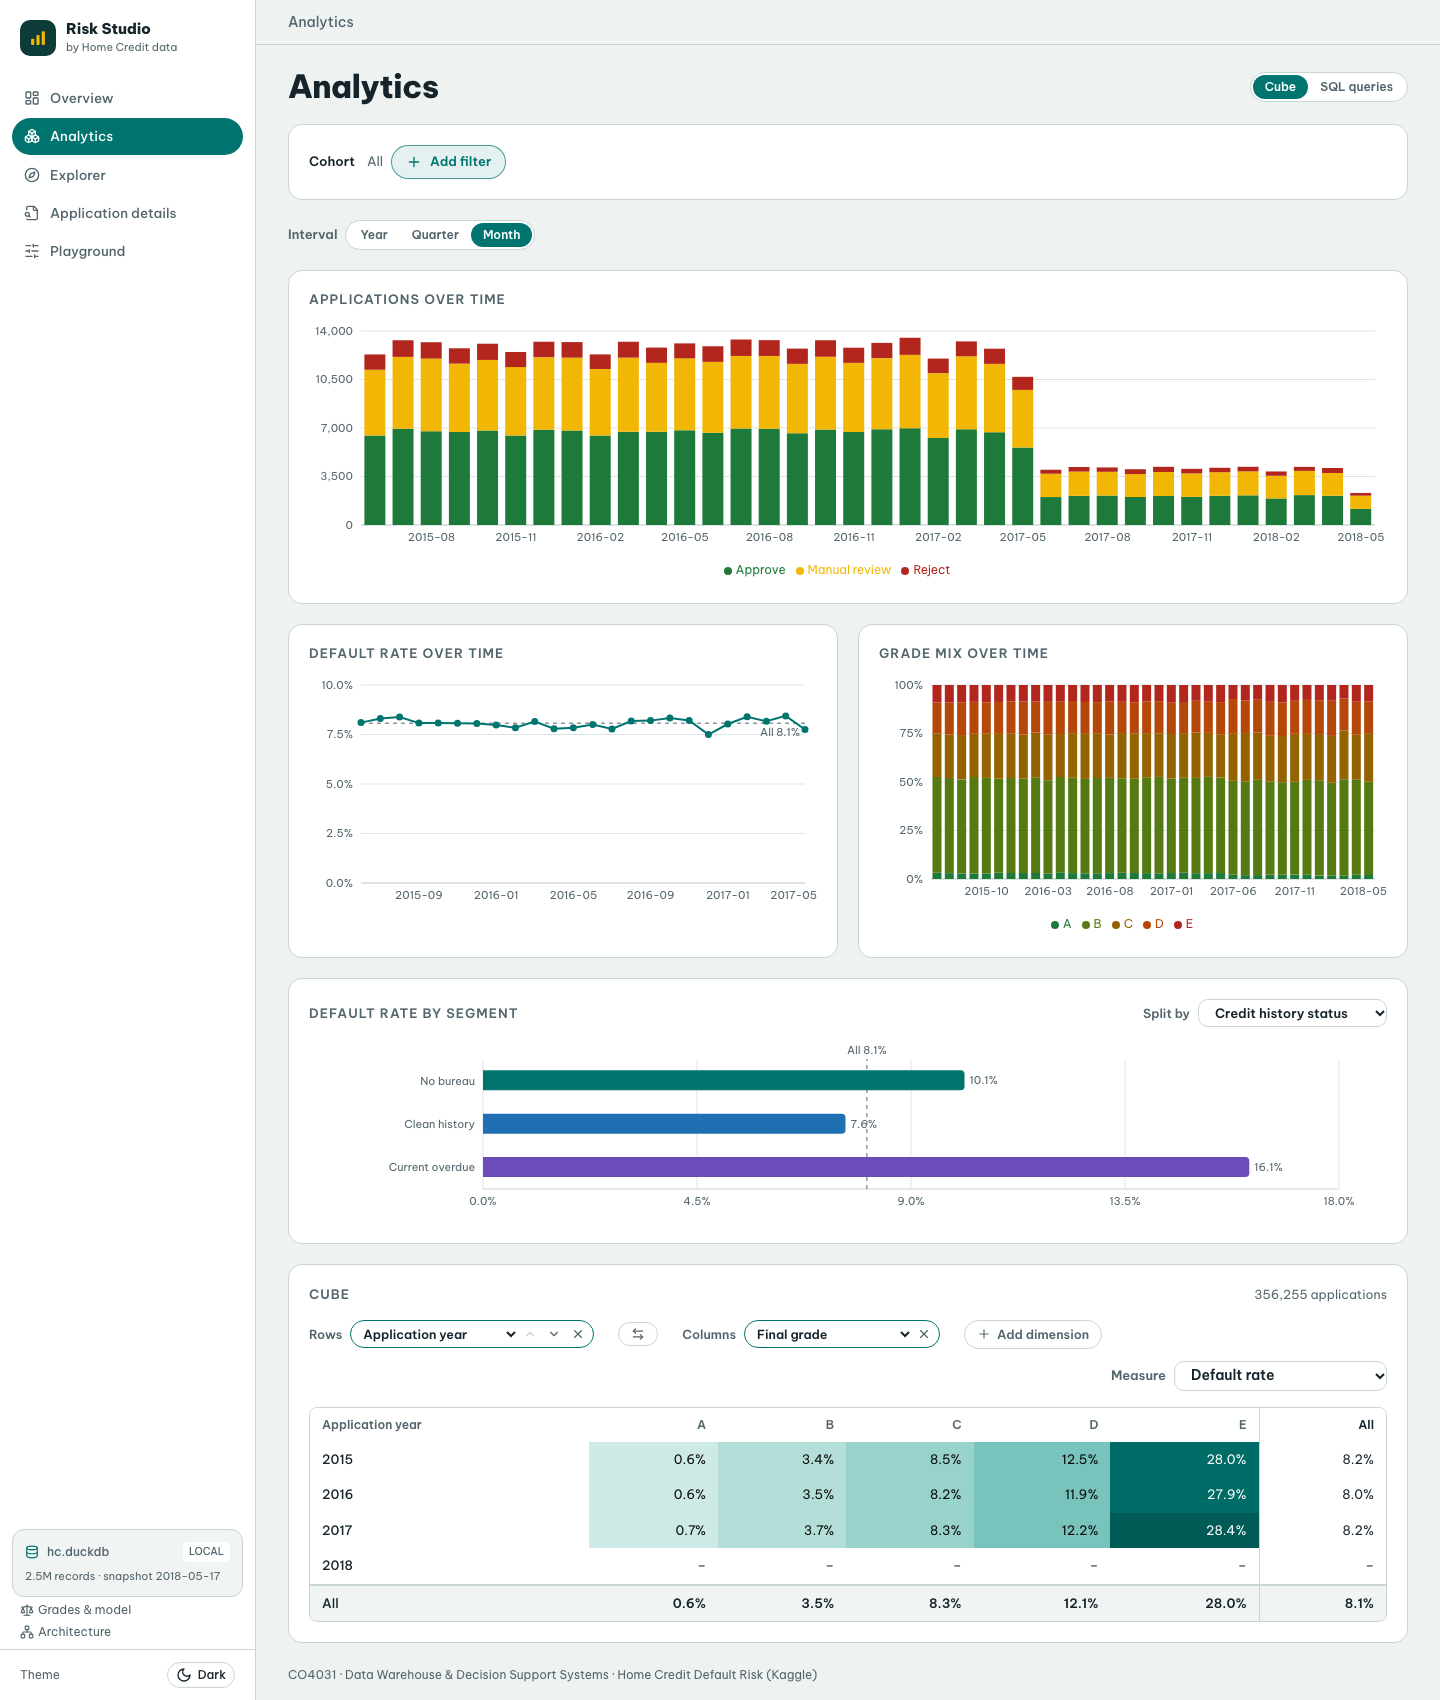 Risk Studio
by Home Credit data
Overview
Analytics
Explorer
Application details
Playground
hc.duckdb LOCAL
2.5M records · snapshot 2018-05-17
Grades & model
Architecture
Theme Dark
Analytics
Analytics
Cube SQL queries
Cohort All + Add filter
Interval Year Quarter Month
APPLICATIONS OVER TIME
14,000
10,500
7,000
3,500
0
2015-08 2015-11 2016-02 2016-05 2016-08 2016-11 2017-02 2017-05 2017-08 2017-11 2018-02 2018-05
Approve Manual review Reject
DEFAULT RATE OVER TIME
10.0%
7.5%
5.0%
2.5%
0.0%
All 8.1%
2015-09 2016-01 2016-05 2016-09 2017-01 2017-05
GRADE MIX OVER TIME
100%
75%
50%
25%
0%
2015-10 2016-03 2016-08 2017-01 2017-06 2017-11 2018-05
A B C D E
DEFAULT RATE BY SEGMENT
Split by Credit history status
All 8.1%
No bureau 10.1%
Clean history 7.6%
Current overdue 16.1%
0.0% 4.5% 9.0% 13.5% 18.0%
CUBE
356,255 applications
Rows Application year Columns Final grade + Add dimension
Measure Default rate
Application year A B C D E All
2015 0.6% 3.4% 8.5% 12.5% 28.0% 8.2%
2016 0.6% 3.5% 8.2% 11.9% 27.9% 8.0%
2017 0.7% 3.7% 8.3% 12.2% 28.4% 8.2%
2018 – – – – – –
All 0.6% 3.5% 8.3% 12.1% 28.0% 8.1%
CO4031 · Data Warehouse & Decision Support Systems · Home Credit Default Risk (Kaggle)